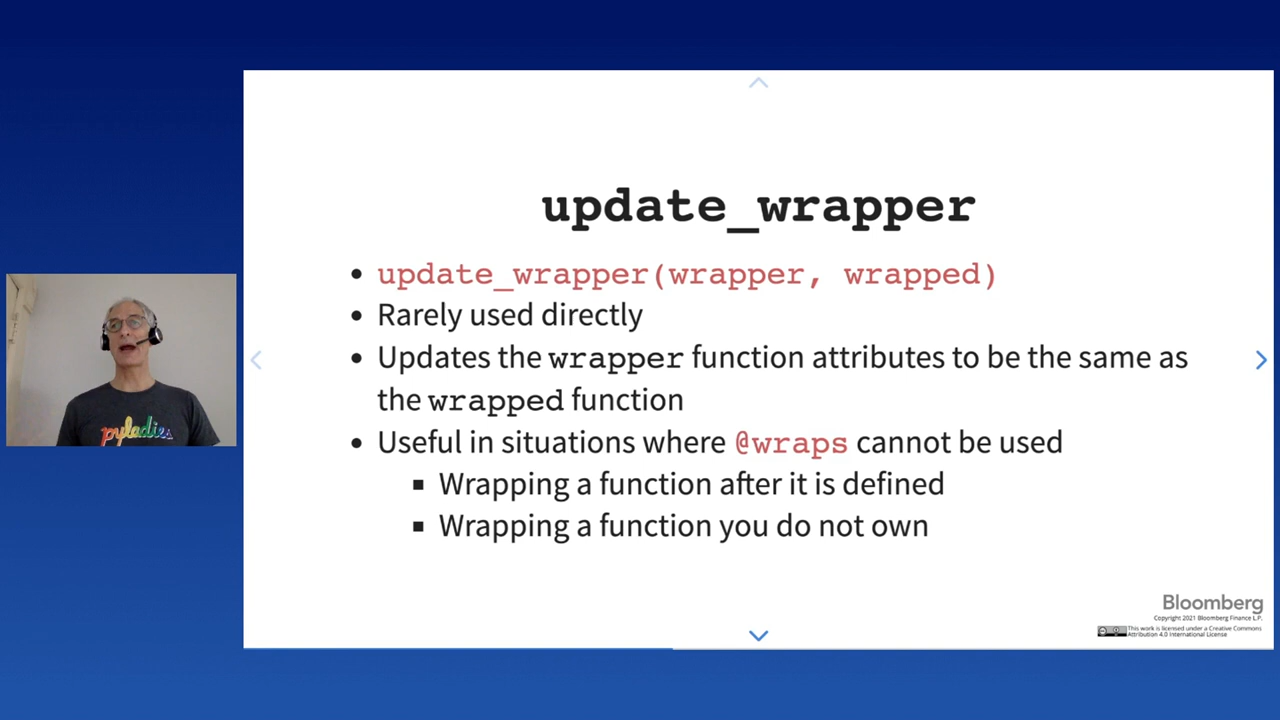 update_wrapper
update_wrapper(wrapper, wrapped)
Rarely used directly
Updates the wrapper function attributes to be the same as
the wrapped function
Useful in situations where @wraps cannot be used
Wrapping a function after it is defined
Wrapping a function you do not own
pyladies
Bloomberg
Copyright 2021 Bloomberg Finance L.P.
This work is licensed under a Creative Commons
Attribution 4.0 International License